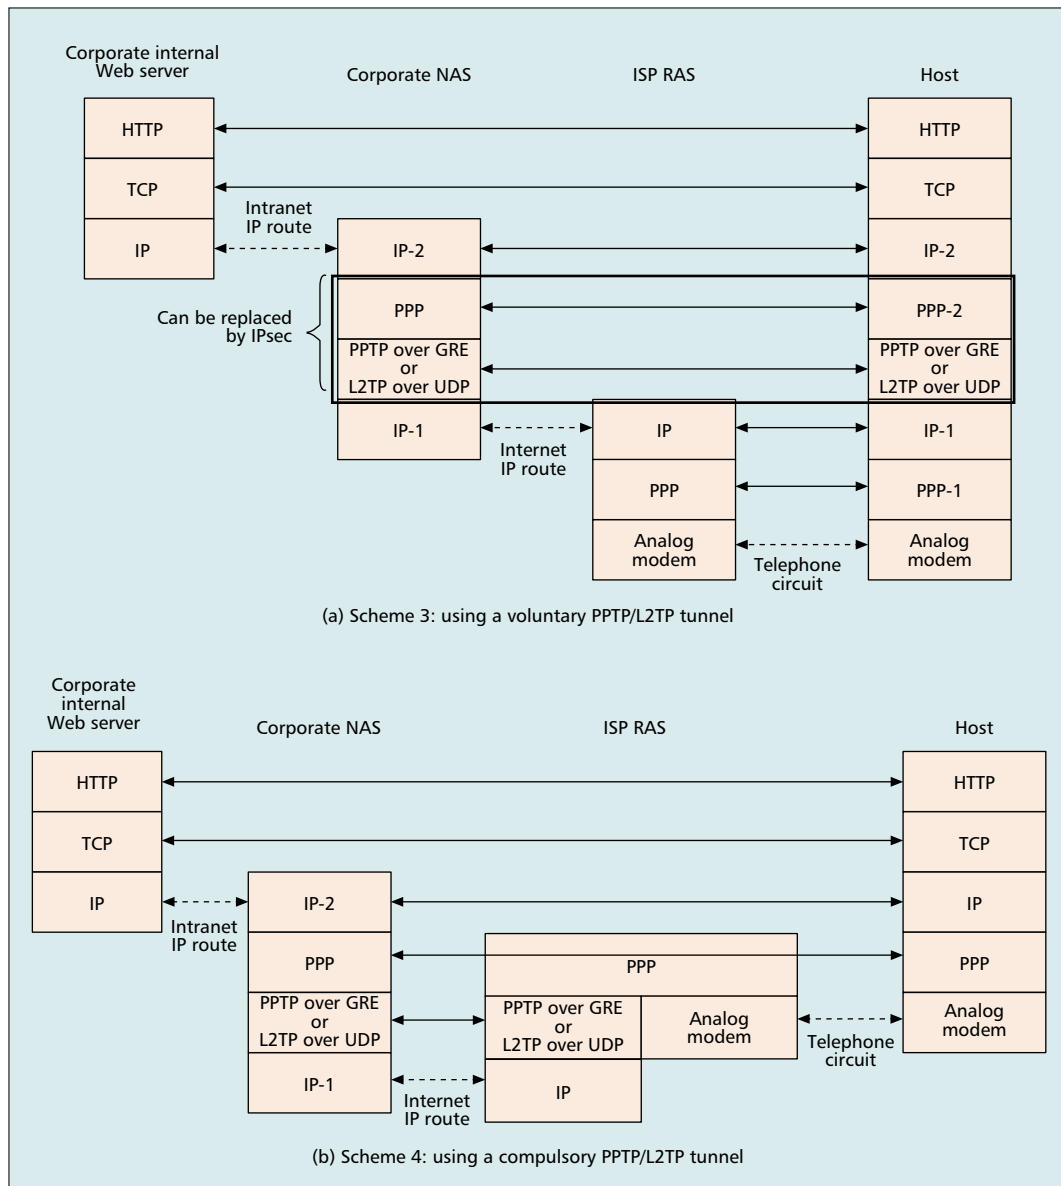 Corporate internal
Web server
Corporate NAS
ISP RAS
Host
HTTP
HTTP
TCP
TCP
Intranet
IP route
IP
IP-2
IP-2
Can be replaced
by IPsec
PPP
PPP-2
PPTP over GRE
or
L2TP over UDP
PPTP over GRE
or
L2TP over UDP
IP-1
Internet
IP route
IP
IP-1
PPP
PPP-1
Analog
modem
Telephone
circuit
Analog
modem
(a) Scheme 3: using a voluntary PPTP/L2TP tunnel
Corporate
internal
Web server
Corporate NAS
ISP RAS
Host
HTTP
HTTP
TCP
TCP
IP
Intranet
IP route
IP-2
IP
PPP
PPP
PPP
PPTP over GRE
or
L2TP over UDP
PPTP over GRE
or
L2TP over UDP
Analog
modem
Telephone
circuit
Analog
modem
IP-1
Internet
IP route
IP
(b) Scheme 4: using a compulsory PPTP/L2TP tunnel